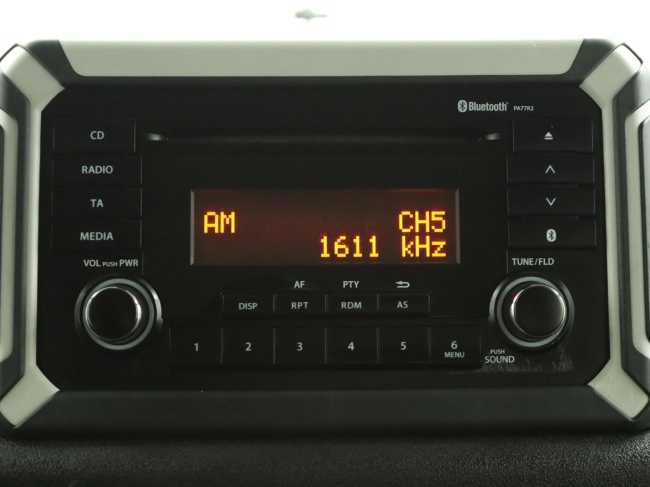 Bluetooth® PA77R2
CD
RADIO
TA
MEDIA
AM CH5
1611 kHz
VOL PUSH PWR
TUNE/FLD
AF PTY
DISP RPT RDM AS
1 2 3 4 5 6
MENU
PUSH
SOUND